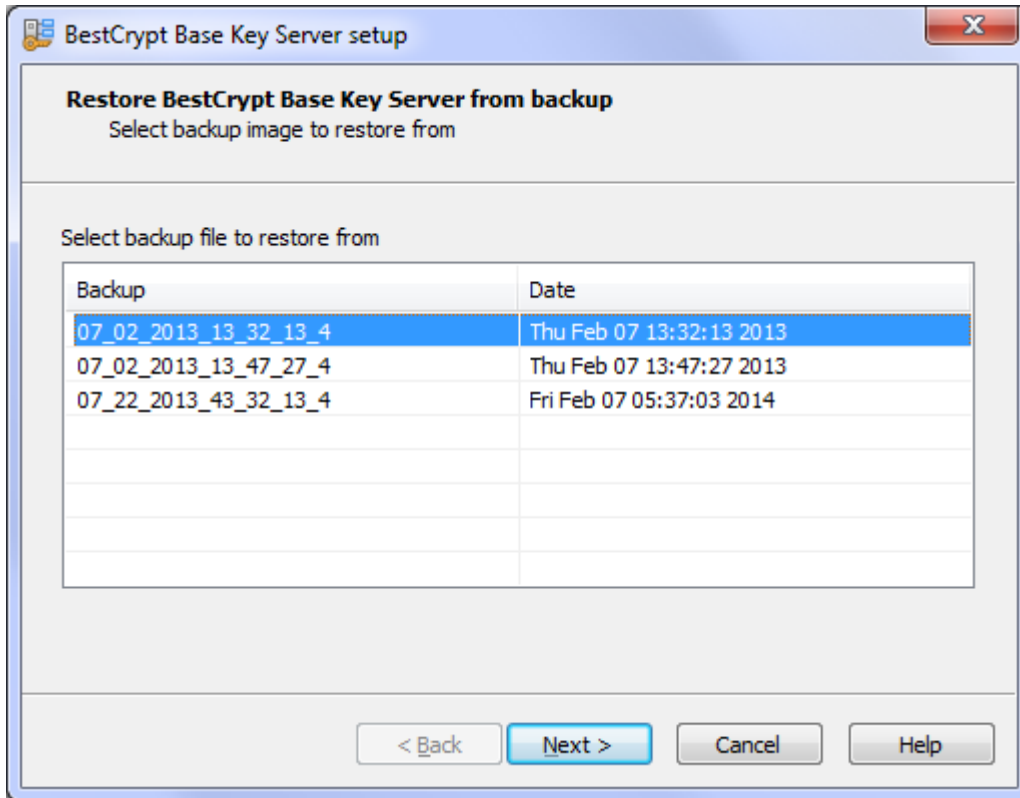 BestCrypt Base Key Server setup
Restore BestCrypt Base Key Server from backup
Select backup image to restore from
Select backup file to restore from
Backup Date
07_02_2013_13_32_13_4 Thu Feb 07 13:32:13 2013
07_02_2013_13_47_27_4 Thu Feb 07 13:47:27 2013
07_22_2013_43_32_13_4 Fri Feb 07 05:37:03 2014
< Back Next > Cancel Help